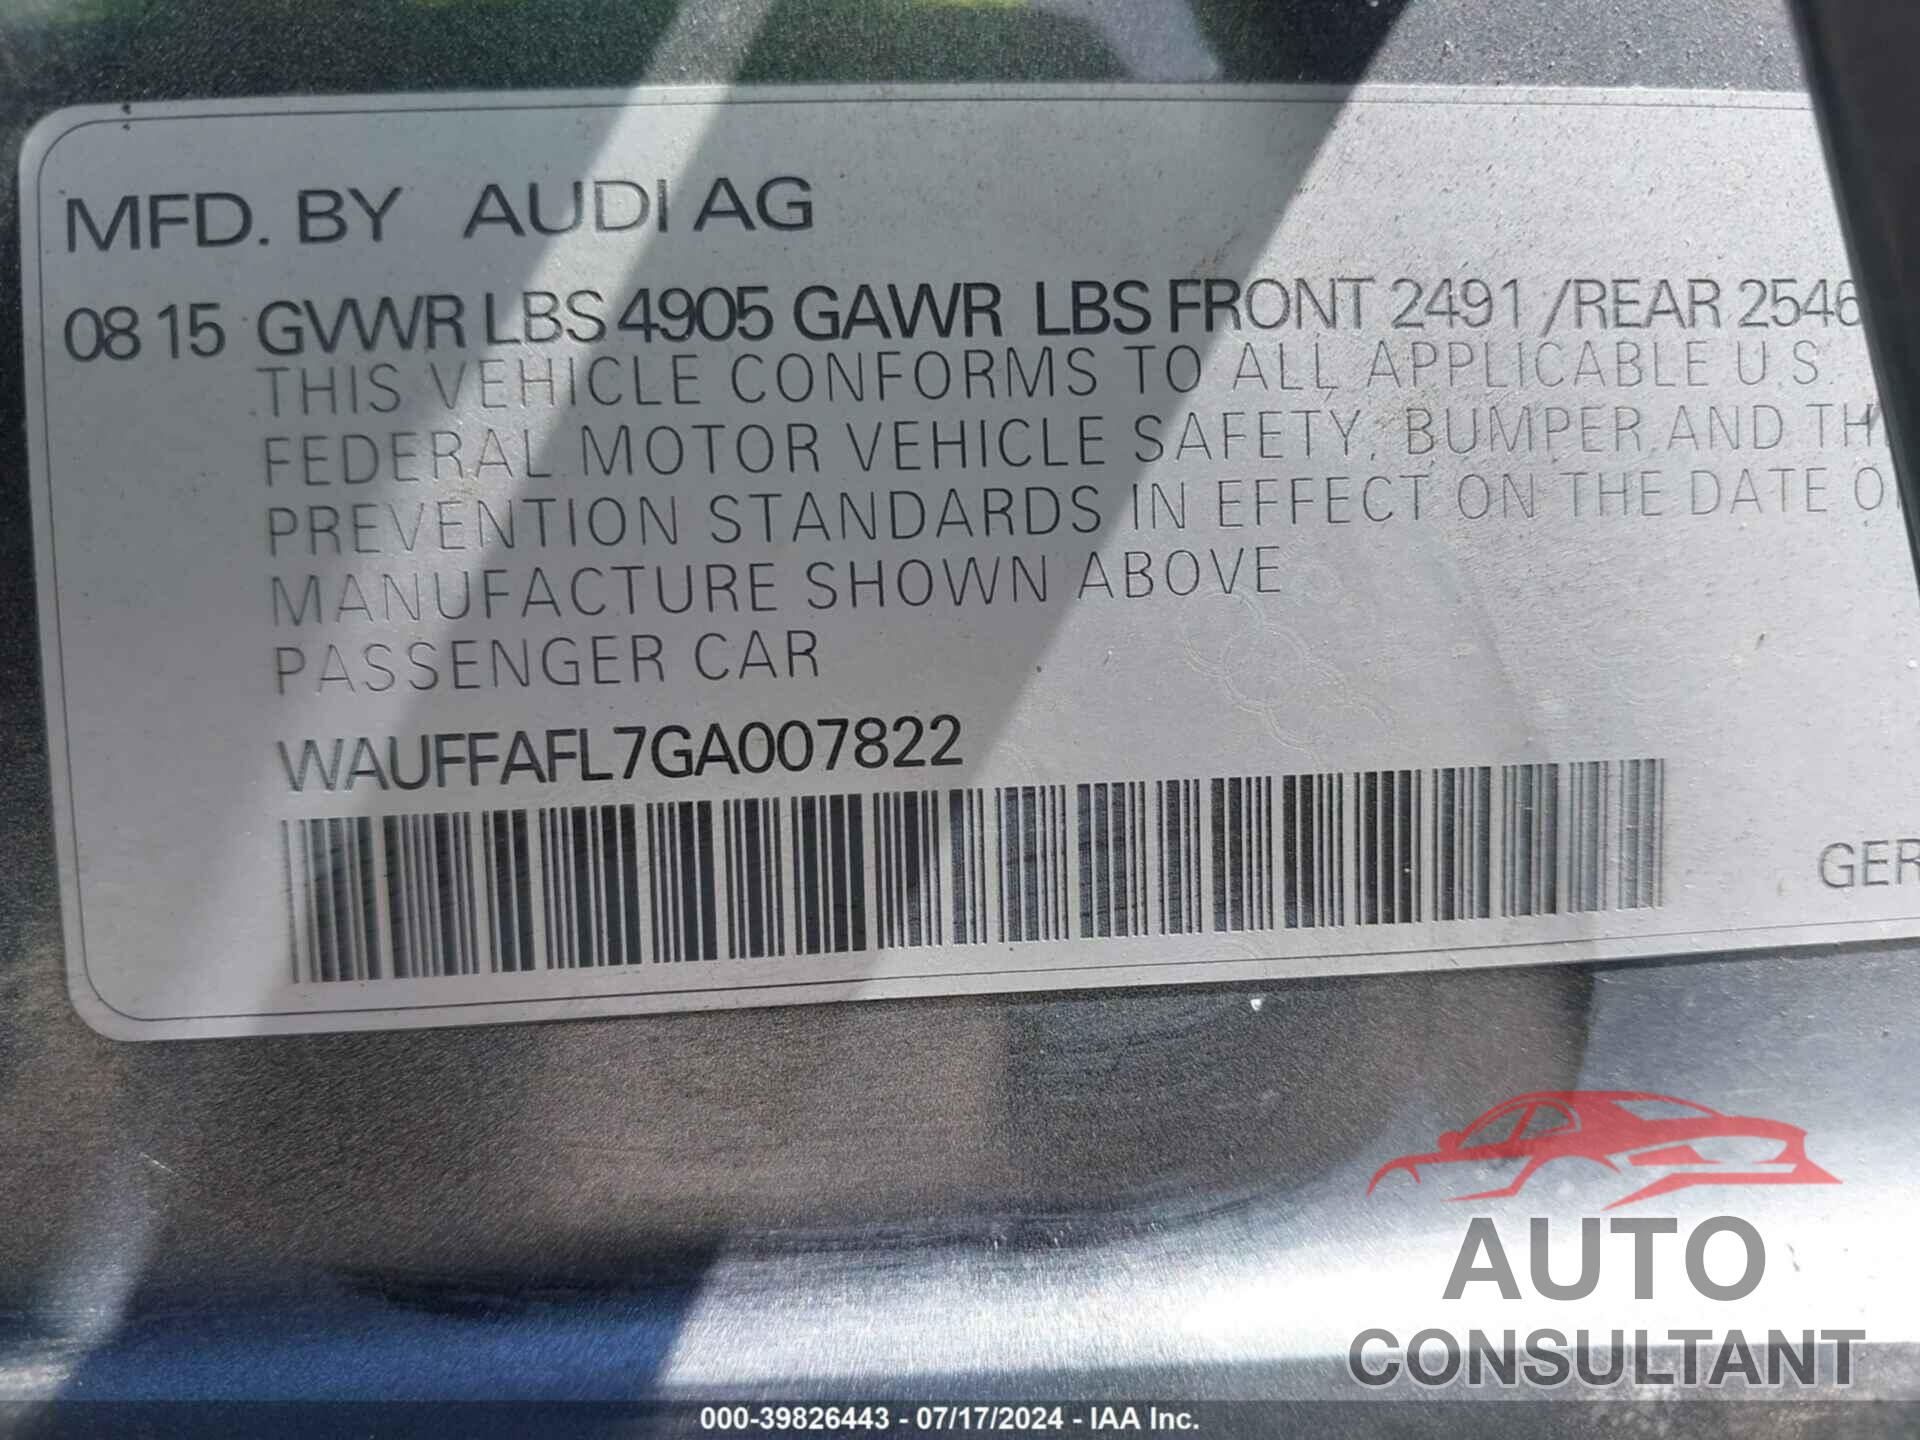 MFD. BY AUDI AG
08 15 GVWR LBS 4905 GAWR LBS FRONT 2491 /REAR 2546
THIS VEHICLE CONFORMS TO ALL APPLICABLE U.S.
FEDERAL MOTOR VEHICLE SAFETY, BUMPER, AND
PREVENTION STANDARDS IN EFFECT ON THE DATE
MANUFACTURE SHOWN ABOVE
PASSENGER CAR
WAUFFAFL7GA007822
AUTO
CONSULTANT
000-39826443 - 07/17/2024 - IAA Inc.